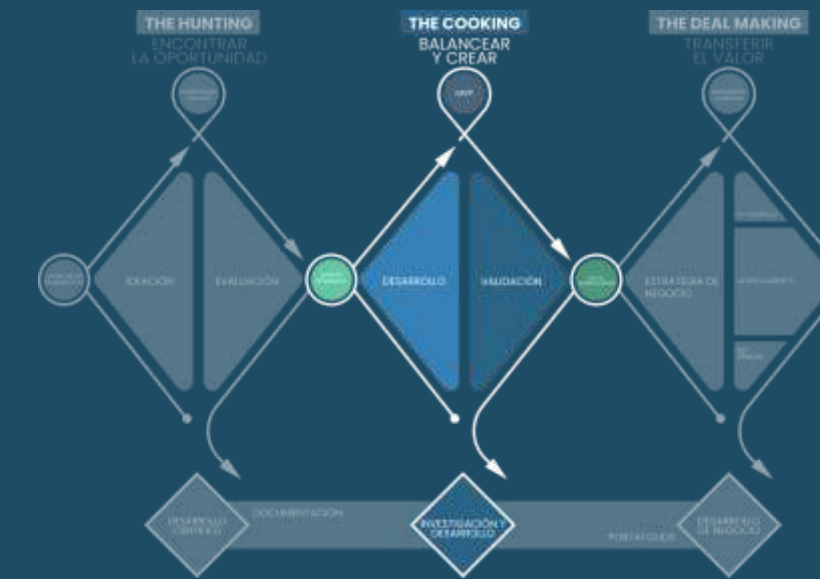 THE HUNTING
ENCONTRAR
LA OPORTUNIDAD
THE COOKING
BALANCEAR
Y CREAR
THE DEAL MAKING
TRANSFERIR
EL VALOR
MVP
IDEACIÓN
EVALUACIÓN
DESARROLLO
VALIDACIÓN
ESTRATEGIA DE
NEGOCIO
DOCUMENTACIÓN
DESARROLLO
CIENTÍFICO
INVESTIGACIÓN Y
DESARROLLO
PORTAFOLIOS
DESARROLLO
DE NEGOCIO